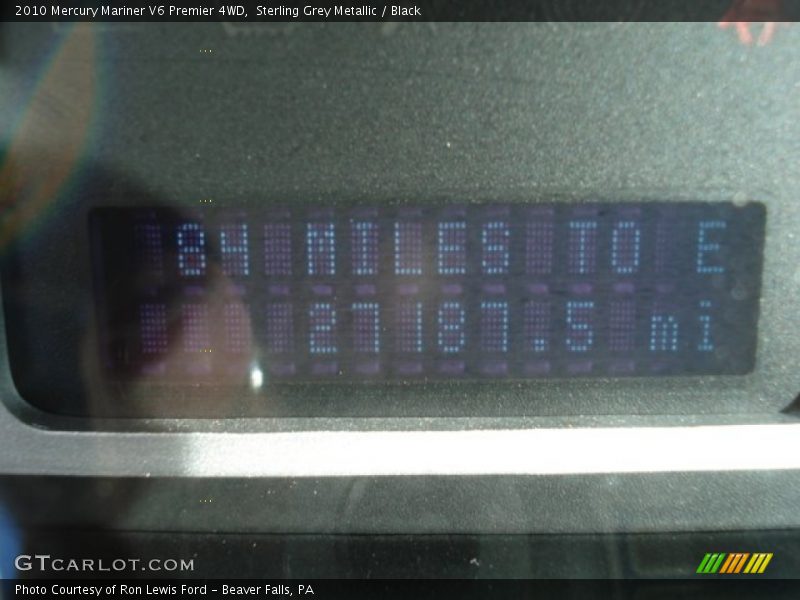 2010 Mercury Mariner V6 Premier 4WD,  Sterling Grey Metallic / Black
84 MILES TO E
27187.5 mi
GTCARLOT.COM
Photo Courtesy of Ron Lewis Ford - Beaver Falls, PA